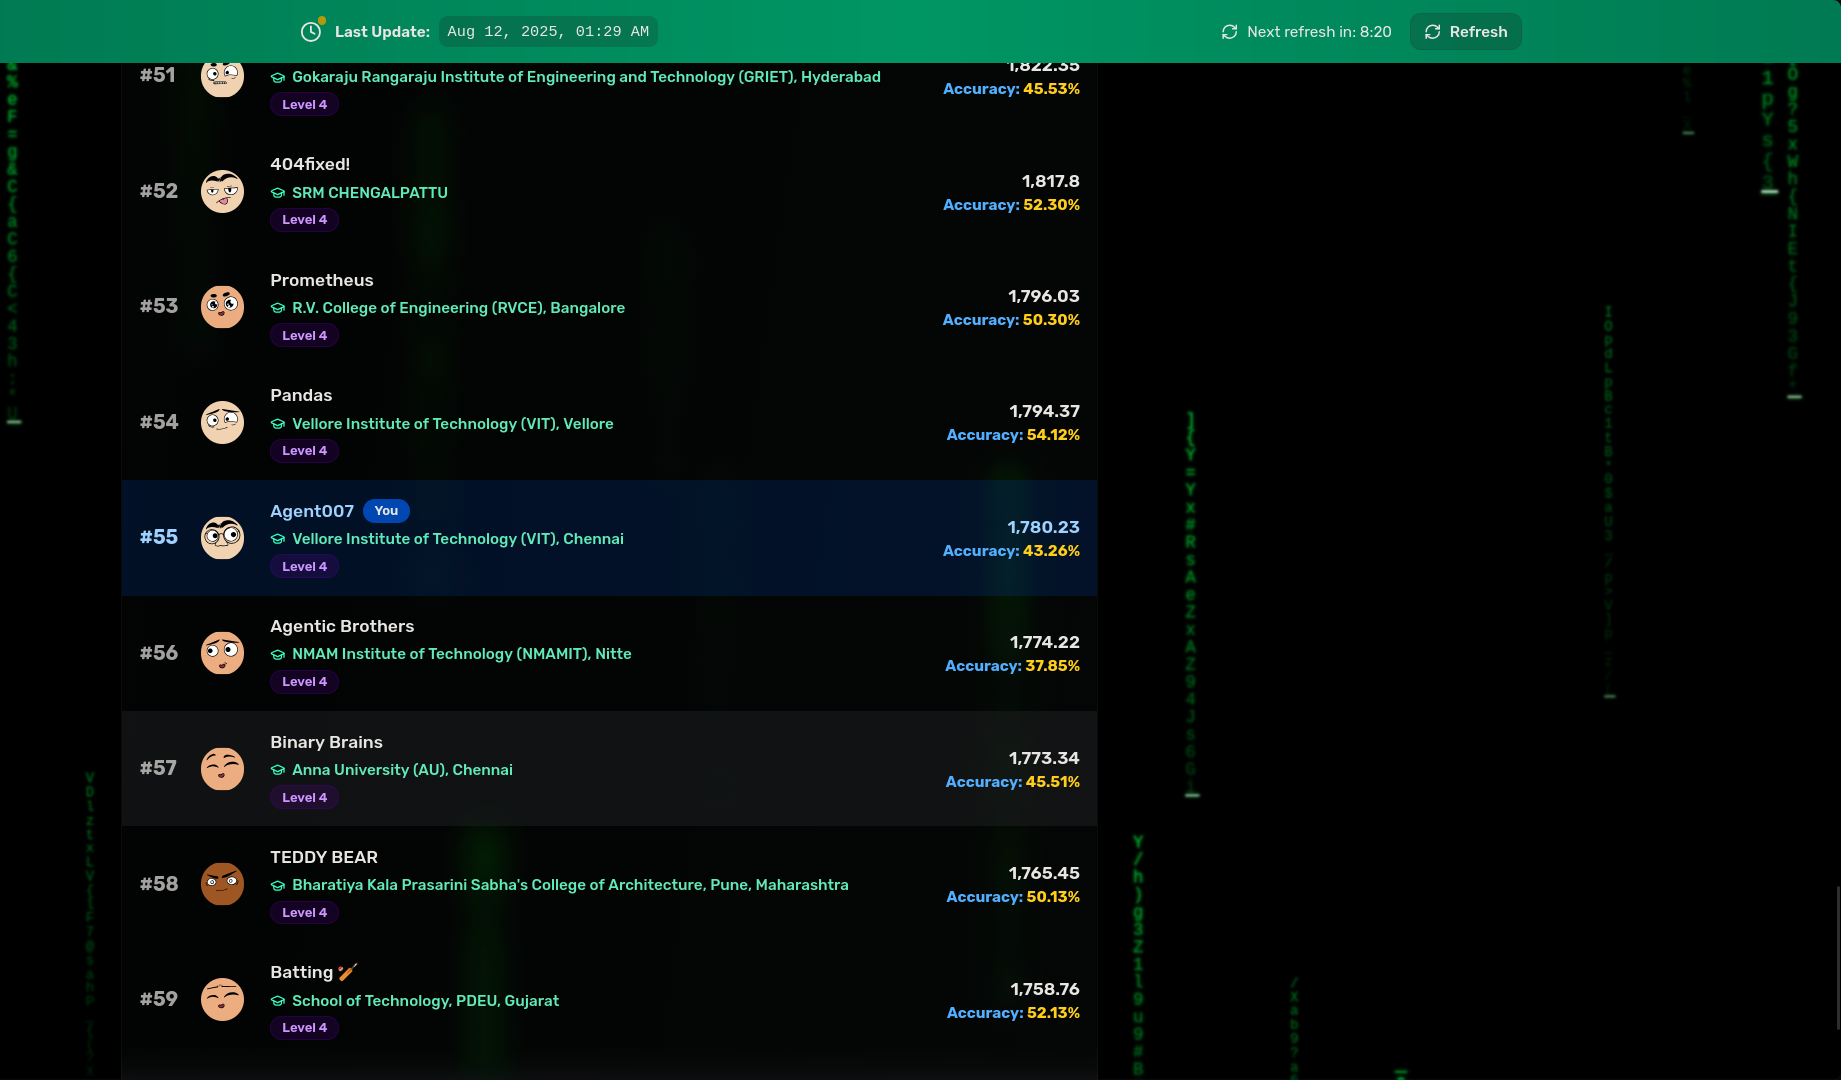 Last Update: Aug 12, 2025, 01:29 AM
Next refresh in: 8:20
Refresh
#51
Gokaraju Rangaraju Institute of Engineering and Technology (GRIET), Hyderabad
Level 4
1,822.35
Accuracy: 45.53%
#52
404fixed!
SRM CHENGALPATTU
Level 4
1,817.8
Accuracy: 52.30%
#53
Prometheus
R.V. College of Engineering (RVCE), Bangalore
Level 4
1,796.03
Accuracy: 50.30%
#54
Pandas
Vellore Institute of Technology (VIT), Vellore
Level 4
1,794.37
Accuracy: 54.12%
#55
Agent007 You
Vellore Institute of Technology (VIT), Chennai
Level 4
1,780.23
Accuracy: 43.26%
#56
Agentic Brothers
NMAM Institute of Technology (NMAMIT), Nitte
Level 4
1,774.22
Accuracy: 37.85%
#57
Binary Brains
Anna University (AU), Chennai
Level 4
1,773.34
Accuracy: 45.51%
#58
TEDDY BEAR
Bharatiya Kala Prasarini Sabha's College of Architecture, Pune, Maharashtra
Level 4
1,765.45
Accuracy: 50.13%
#59
Batting 🏏
School of Technology, PDEU, Gujarat
Level 4
1,758.76
Accuracy: 52.13%